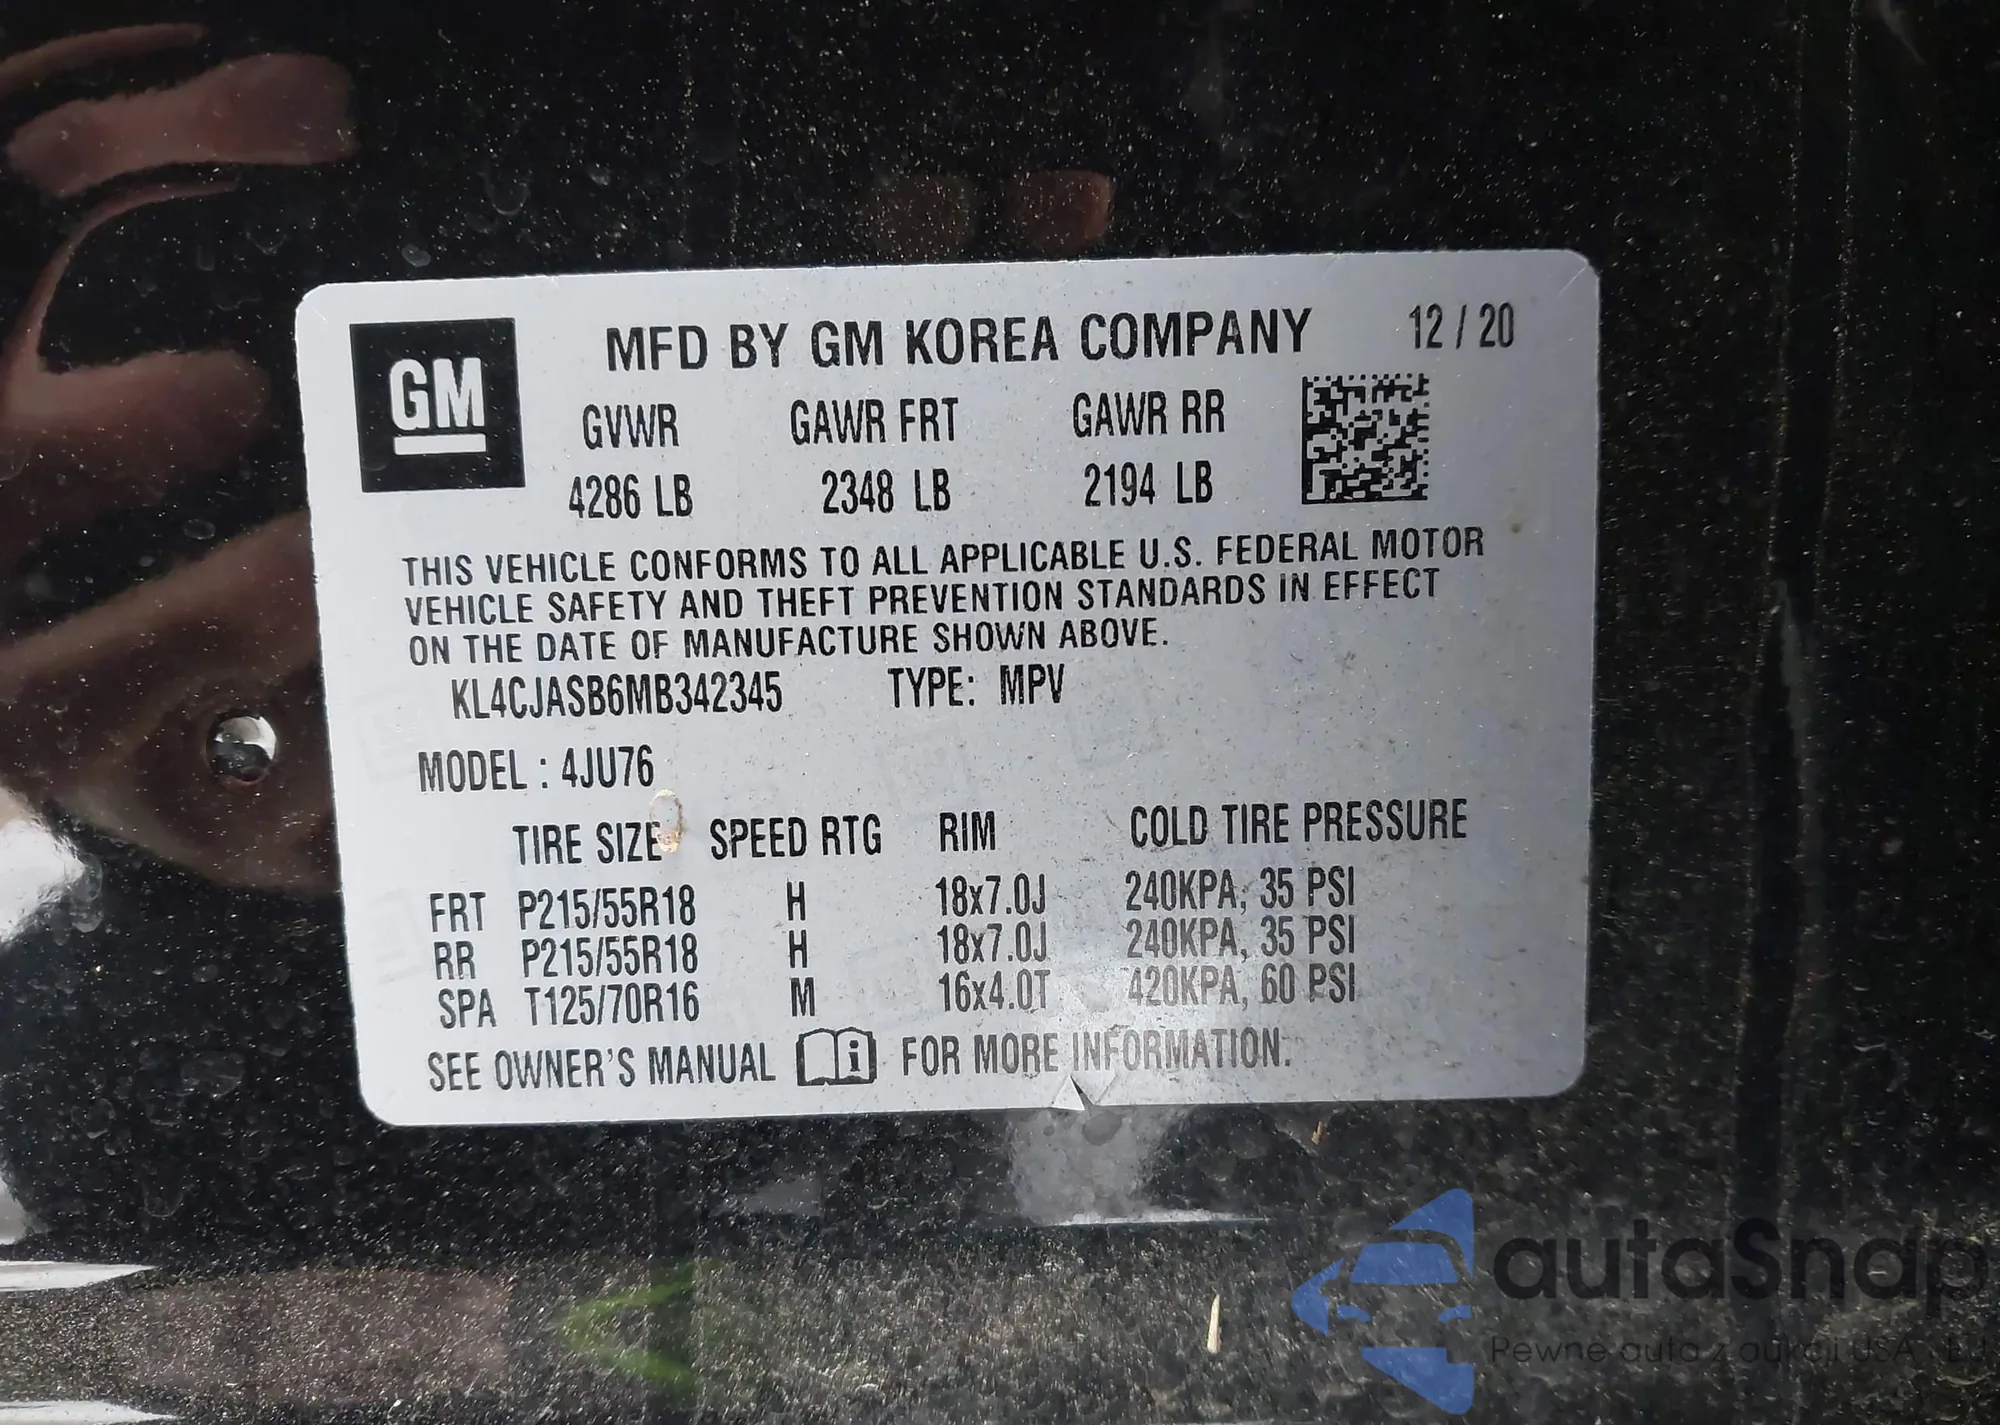 GM
MFD BY GM KOREA COMPANY 12 / 20
GVWR GAWR FRT GAWR RR
4286 LB 2348 LB 2194 LB
THIS VEHICLE CONFORMS TO ALL APPLICABLE U.S. FEDERAL MOTOR
VEHICLE SAFETY AND THEFT PREVENTION STANDARDS IN EFFECT
ON THE DATE OF MANUFACTURE SHOWN ABOVE.
KL4CJASB6MB342345 TYPE: MPV
MODEL : 4JU76
TIRE SIZE SPEED RTG RIM COLD TIRE PRESSURE
FRT P215/55R18 H 18x7.0J 240KPA, 35 PSI
RR P215/55R18 H 18x7.0J 240KPA, 35 PSI
SPA T125/70R16 M 16x4.0T 420KPA, 60 PSI
SEE OWNER'S MANUAL i FOR MORE INFORMATION.
autaSnap
Pewne auta z aukcji USA